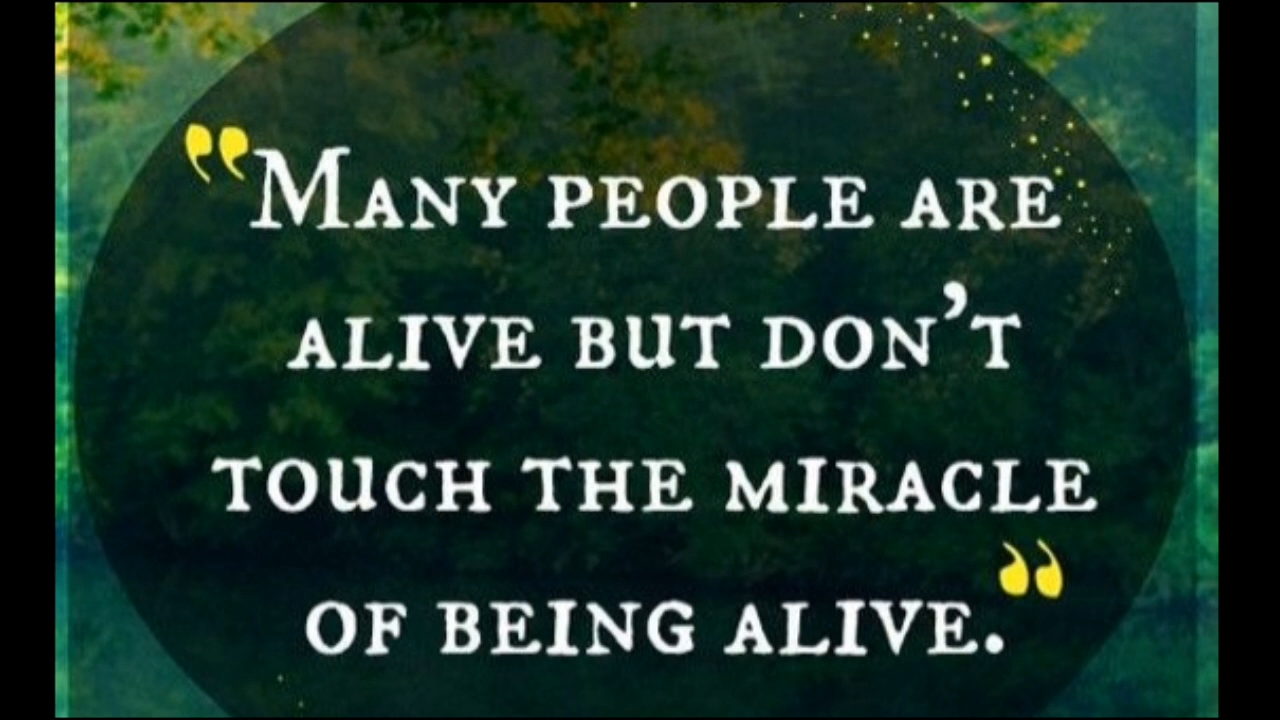 "Many people are
alive but don't
touch the miracle
of being alive."